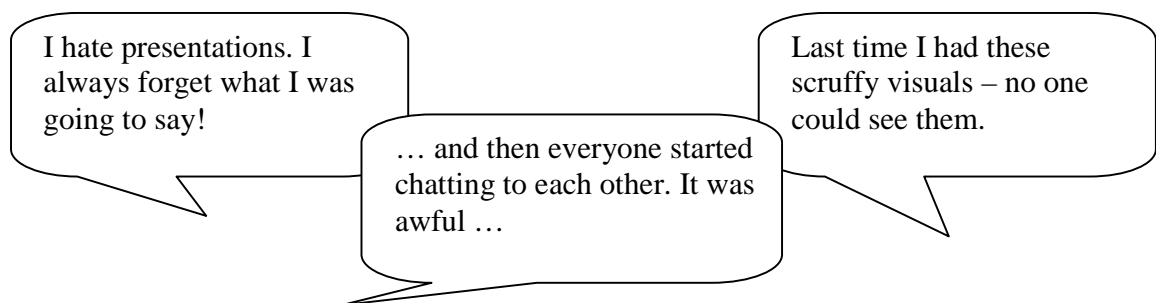 I hate presentations. I
always forget what I was
going to say!
… and then everyone started
chatting to each other. It was
awful …
Last time I had these
scruffy visuals – no one
could see them.